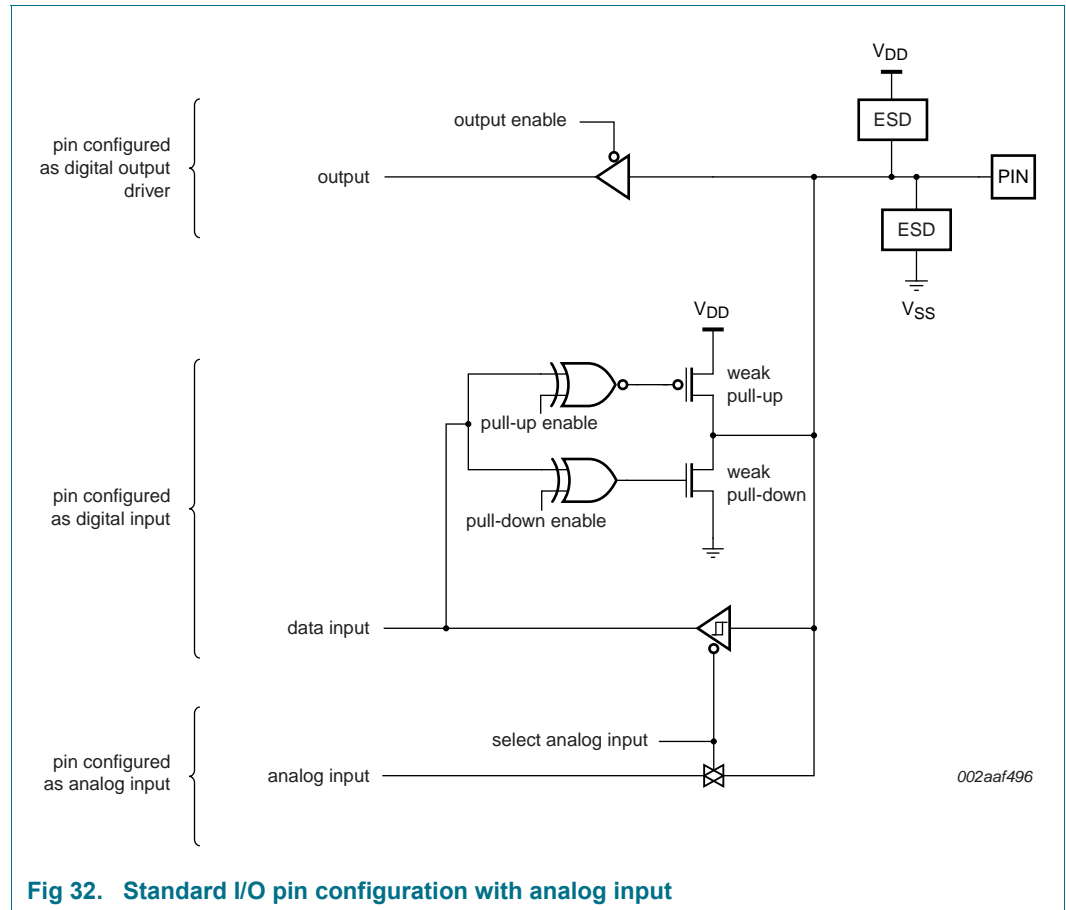 VDD
ESD
output enable
pin configured
as digital output
driver
output
PIN
ESD
VSS
VDD
weak
pull-up
pull-up enable
pin configured
as digital input
weak
pull-down
pull-down enable
data input
select analog input
pin configured
as analog input
analog input
002aaf496
Fig 32. Standard I/O pin configuration with analog input